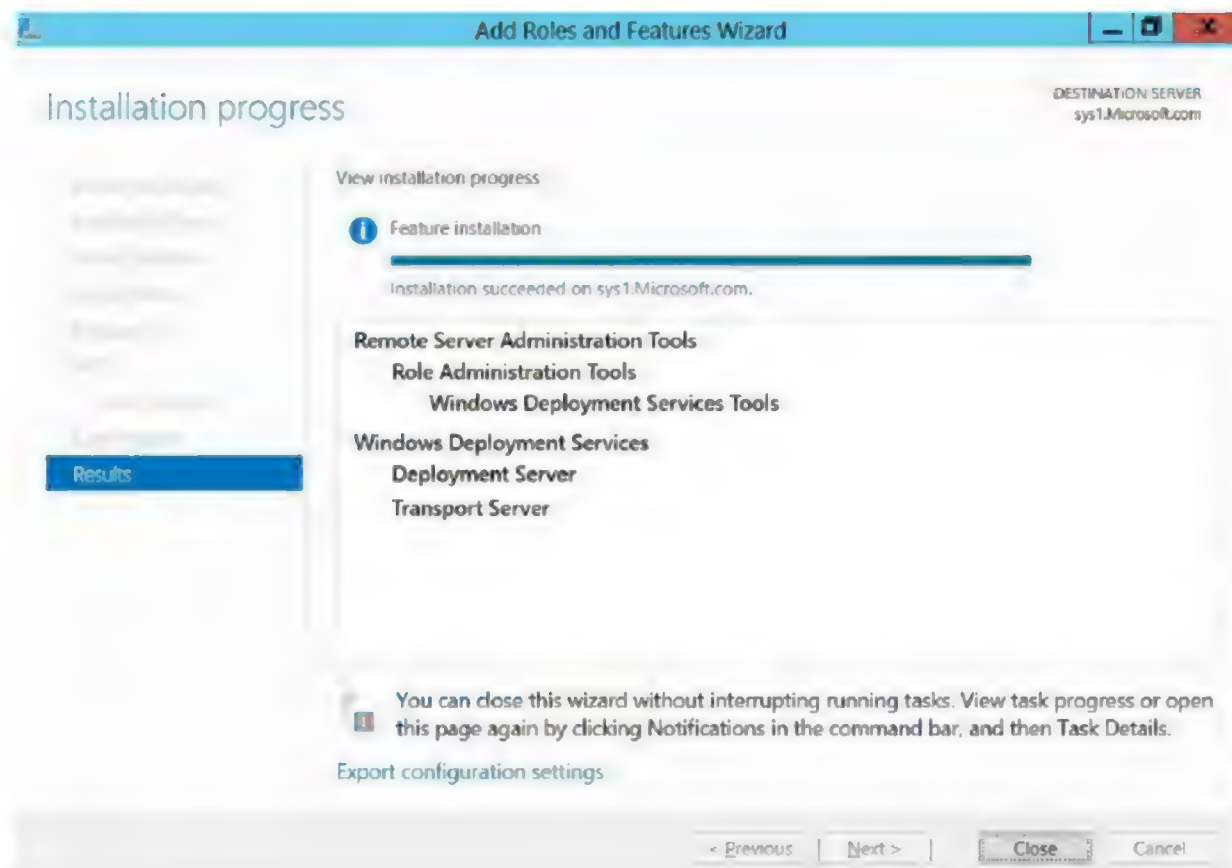 Add Roles and Features Wizard
Installation progress
DESTINATION SERVER
sys1.Microsoft.com
View installation progress
Feature installation
Installation succeeded on sys1.Microsoft.com.
Remote Server Administration Tools
Role Administration Tools
Windows Deployment Services Tools
Windows Deployment Services
Deployment Server
Transport Server
Results
You can close this wizard without interrupting running tasks. View task progress or open
this page again by clicking Notifications in the command bar, and then Task Details.
Export configuration settings
< Previous
Next >
Close
Cancel